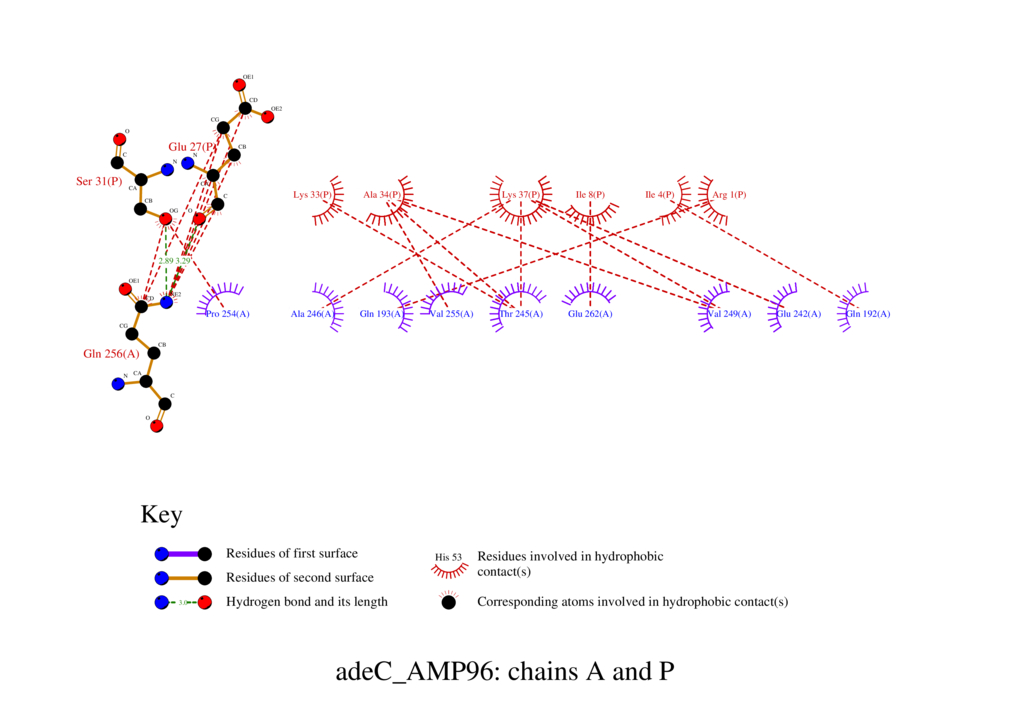 OE1
CD
OE2
CG
O
Glu 27(P)
CB
C
N
N
Ser 31(P)
CA
Lys 33(P)
Ala 34(P)
Lys 37(P)
Ile 8(P)
Ile 4(P)
Arg 1(P)
CB
C
OG
O
2.89
3.29
OE1
CD
Pro 254(A)
Ala 246(A)
Gln 193(A)
Val 255(A)
Thr 245(A)
Glu 262(A)
Val 249(A)
Glu 242(A)
Gln 192(A)
CG
CB
Gln 256(A)
N
CA
C
O
Key
Residues of first surface
His 53
Residues involved in hydrophobic
contact(s)
Residues of second surface
3.0
Hydrogen bond and its length
Corresponding atoms involved in hydrophobic contact(s)
adeC_AMP96: chains A and P